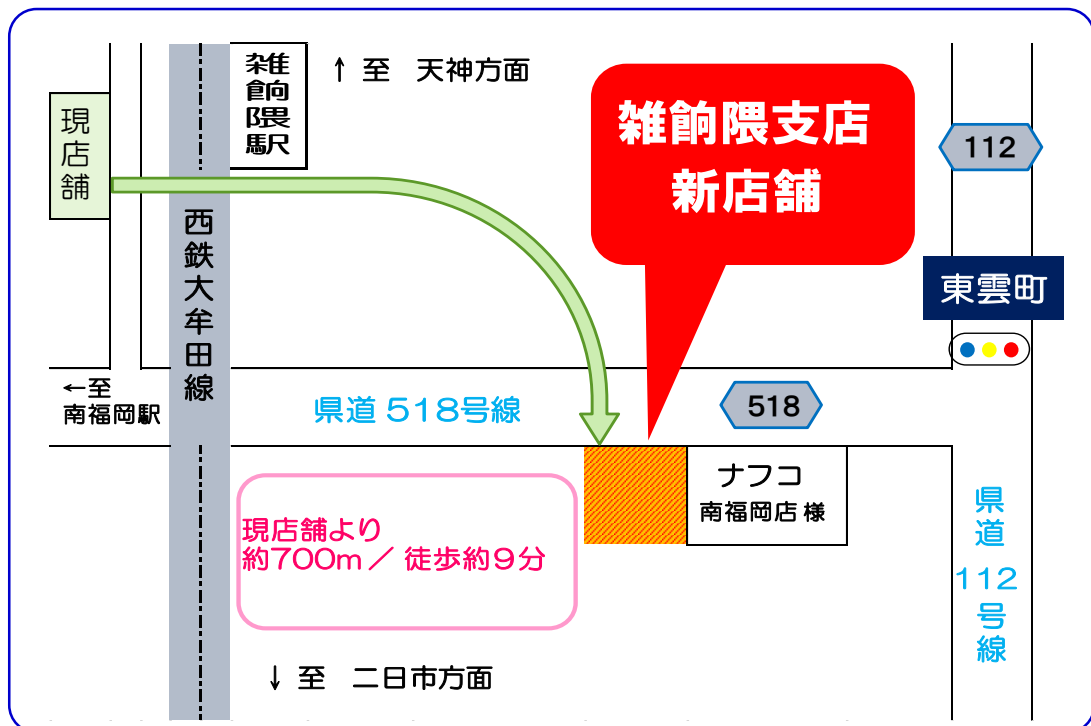 雑餉隈駅
↑ 至 天神方面
現店舗
雑餉隈支店
新店舗
112
西鉄大牟田線
東雲町
←至
南福岡駅
県道 518号線
518
ナフコ
南福岡店 様
現店舗より
約700m / 徒歩約9分
県道112号線
↓ 至 二日市方面